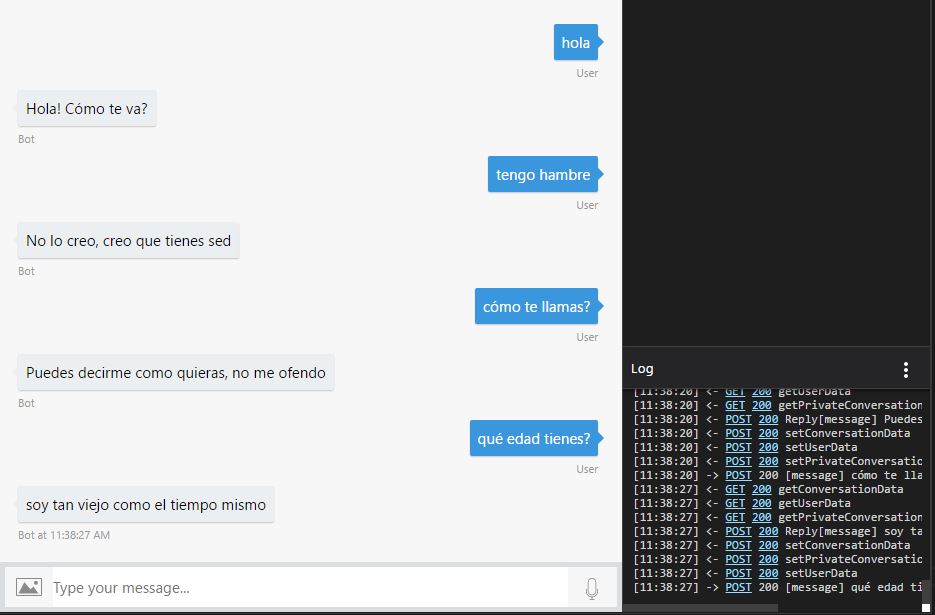 hola
User
Hola! Cómo te va?
Bot
tengo hambre
User
No lo creo, creo que tienes sed
Bot
cómo te llamas?
User
Puedes decirme como quieras, no me ofendo
Bot
qué edad tienes?
User
soy tan viejo como el tiempo mismo
Bot at 11:38:27 AM
Type your message...
Log
[11:38:20] <- GET 200 getUserData
[11:38:20] <- GET 200 getPrivateConversation
[11:38:20] <- POST 200 Reply[message] Puedes
[11:38:20] <- POST 200 setConversationData
[11:38:20] <- POST 200 setUserData
[11:38:20] <- POST 200 setPrivateConversatio
[11:38:20] -> POST 200 [message] cómo te lla
[11:38:27] <- GET 200 getConversationData
[11:38:27] <- GET 200 getUserData
[11:38:27] <- GET 200 getPrivateConversation
[11:38:27] <- POST 200 Reply[message] soy ta
[11:38:27] <- POST 200 setConversationData
[11:38:27] <- POST 200 setPrivateConversatio
[11:38:27] <- POST 200 setUserData
[11:38:27] -> POST 200 [message] qué edad ti